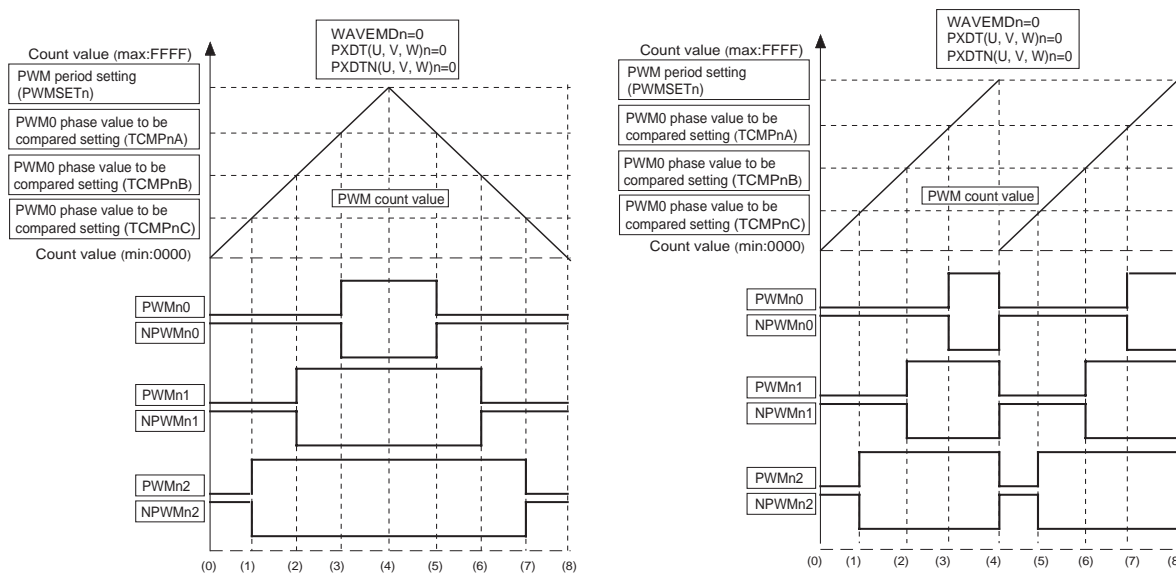 WAVEMDn=0
PXDT(U, V, W)n=0
PXDTN(U, V, W)n=0
Count value (max:FFFF)
PWM period setting
(PWMSETn)
PWM0 phase value to be
compared setting (TCMPnA)
PWM0 phase value to be
compared setting (TCMPnB)
PWM count value
PWM0 phase value to be
compared setting (TCMPnC)
Count value (min:0000)
PWMn0
NPWMn0
PWMn1
NPWMn1
PWMn2
NPWMn2
(0) (1) (2) (3) (4) (5) (6) (7) (8)
WAVEMDn=0
PXDT(U, V, W)n=0
PXDTN(U, V, W)n=0
Count value (max:FFFF)
PWM period setting
(PWMSETn)
PWM0 phase value to be
compared setting (TCMPnA)
PWM0 phase value to be
compared setting (TCMPnB)
PWM count value
PWM0 phase value to be
compared setting (TCMPnC)
Count value (min:0000)
PWMn0
NPWMn0
PWMn1
NPWMn1
PWMn2
NPWMn2
(0) (1) (2) (3) (4) (5) (6) (7) (8